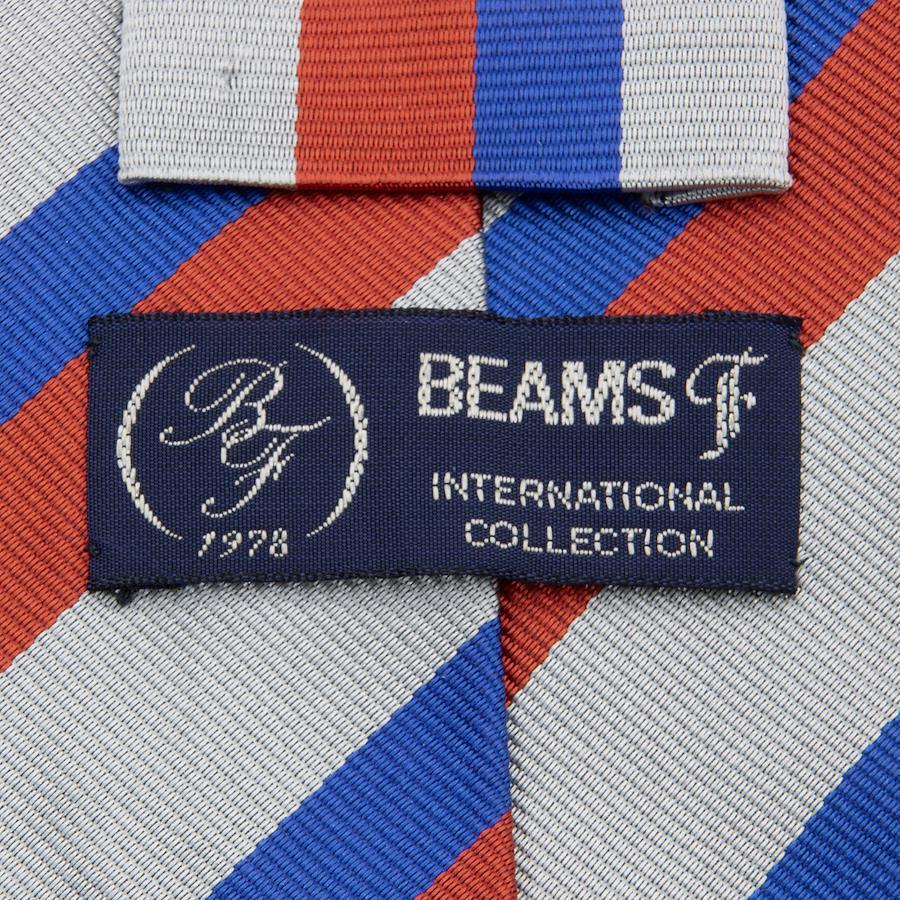 BF
1978
BEAMS F
INTERNATIONAL
COLLECTION